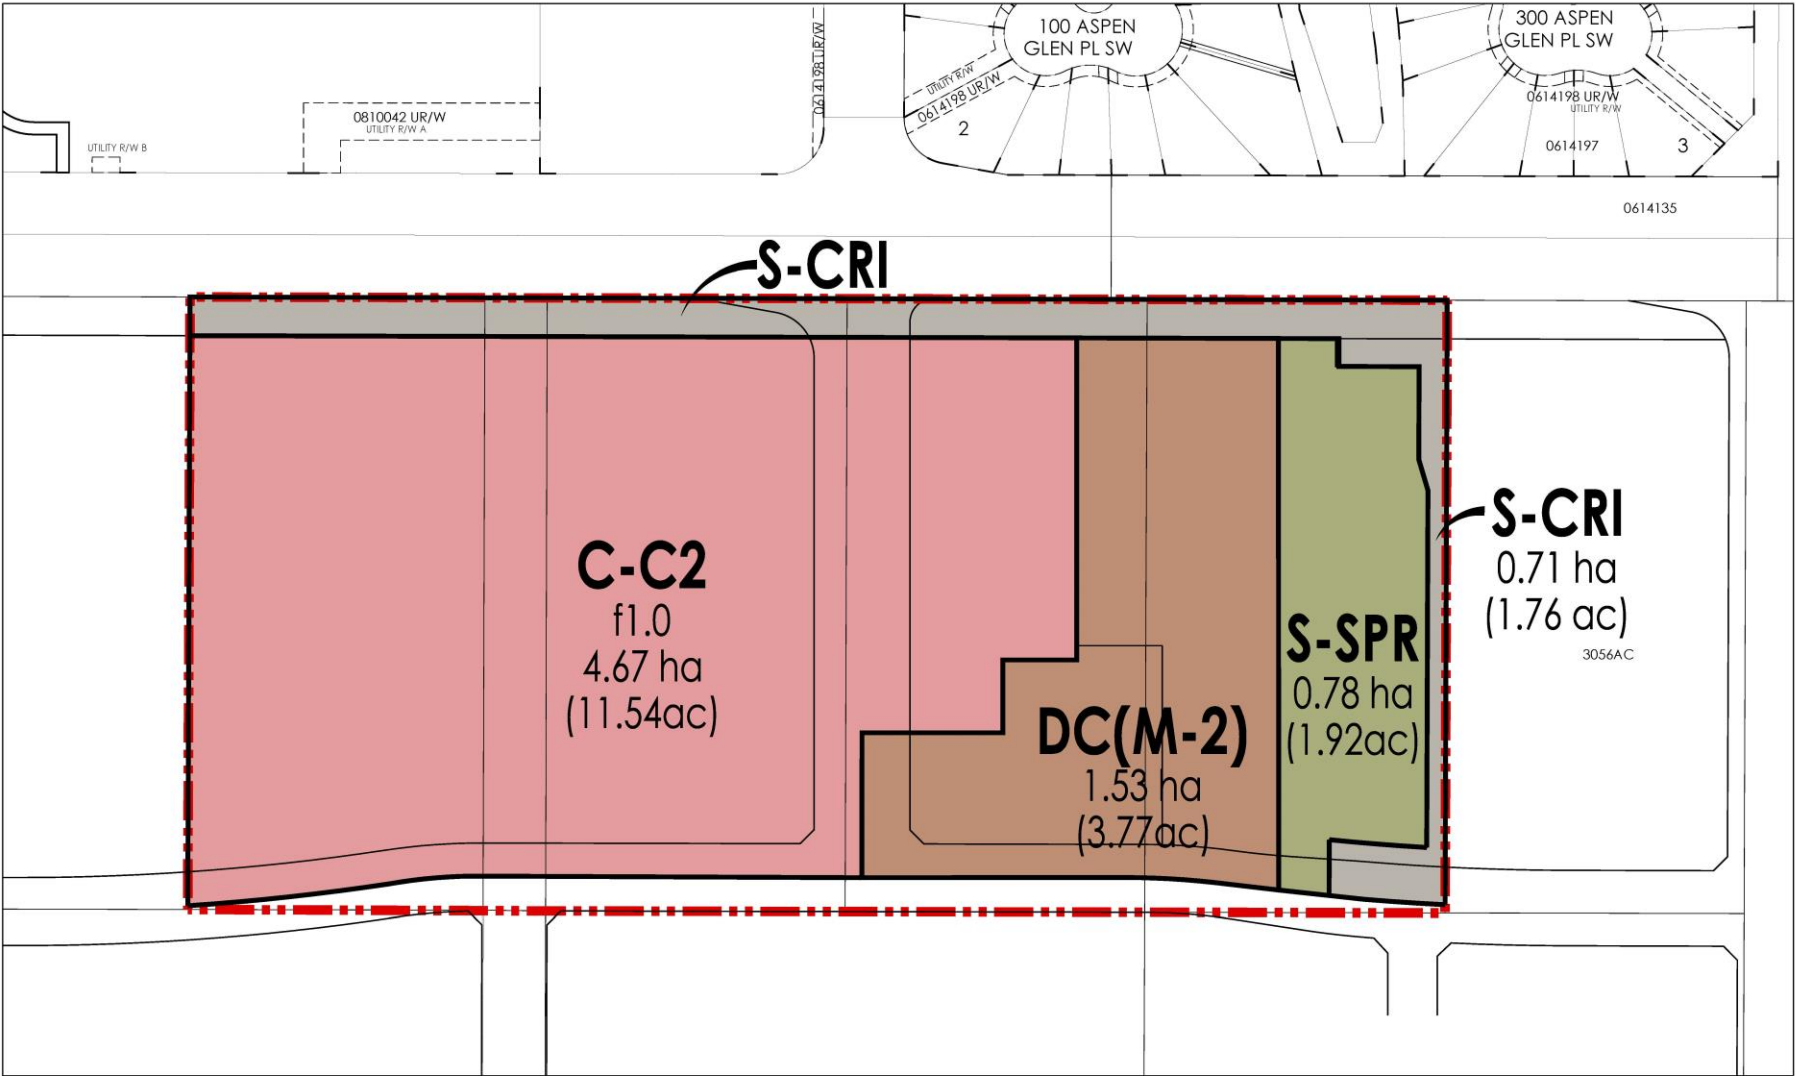 100 ASPEN
GLEN PL SW
300 ASPEN
GLEN PL SW
0614198 UR/W
UTILITY R/W
0614198 UR/W
0614198 UR/W
UTILITY R/W
0810042 UR/W
UTILITY R/W A
UTILITY R/W B
2
0614197
3
0614135
S-CRI
C-C2
f1.0
4.67 ha
(11.54ac)
DC(M-2)
1.53 ha
(3.77ac)
S-SPR
0.78 ha
(1.92ac)
S-CRI
0.71 ha
(1.76 ac)
3056AC